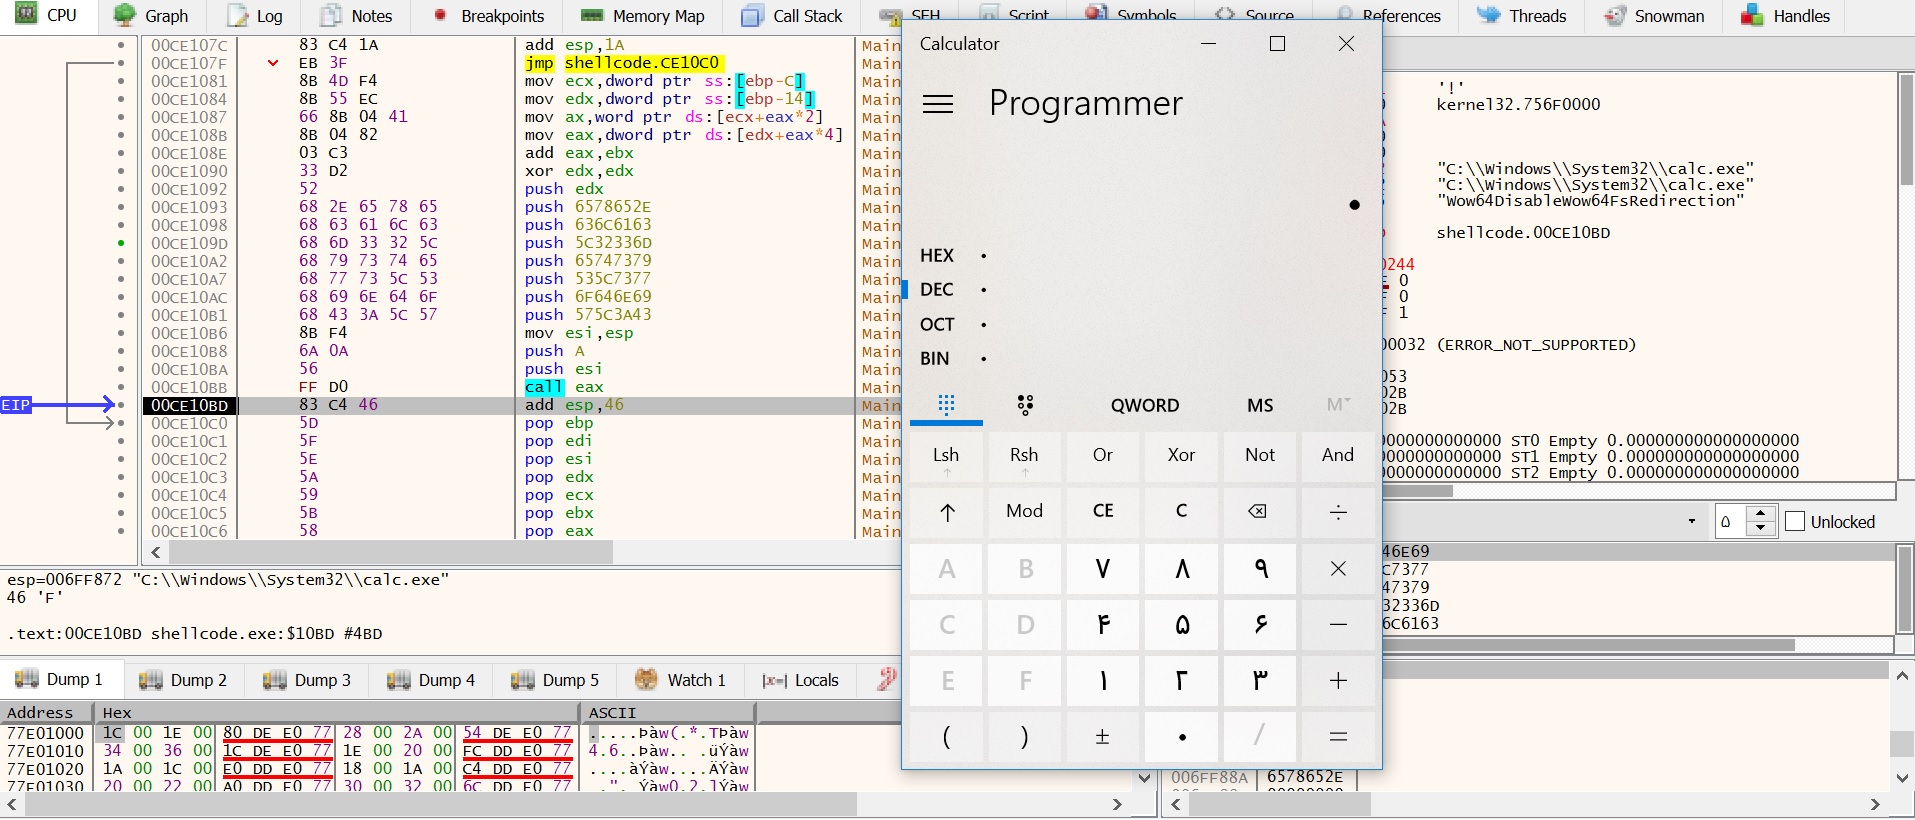 CPU Graph Log Notes Breakpoints Memory Map Call Stack SEH Script Symbols Source References Threads Snowman Handles
00CE107C 83 C4 1A add esp,1A Main
00CE107F EB 3F jmp shellcode.CE10C0 Main
00CE1081 8B 4D F4 mov ecx,dword ptr ss:[ebp-C] Main
00CE1084 8B 55 EC mov edx,dword ptr ss:[ebp-14] Main
00CE1087 66 8B 04 41 mov ax,word ptr ds:[ecx+eax*2] Main
00CE108B 8B 04 82 mov eax,dword ptr ds:[edx+eax*4] Main
00CE108E 03 C3 add eax,ebx Main
00CE1090 33 D2 xor edx,edx Main
00CE1092 52 push edx Main
00CE1093 68 2E 65 78 65 push 6578652E Main
00CE1098 68 63 61 6C 63 push 636C6163 Main
00CE109D 68 6D 33 32 5C push 5C32336D Main
00CE10A2 68 79 73 74 65 push 65747379 Main
00CE10A7 68 77 73 5C 53 push 535C7377 Main
00CE10AC 68 69 6E 64 6F push 6F646E69 Main
00CE10B1 68 43 3A 5C 57 push 575C3A43 Main
00CE10B6 8B F4 mov esi,esp Main
00CE10B8 6A 0A push A Main
00CE10BA 56 push esi Main
00CE10BB FF D0 call eax Main
EIP 00CE10BD 83 C4 46 add esp,46 Main
00CE10C0 5D pop ebp Main
00CE10C1 5F pop edi Main
00CE10C2 5E pop esi Main
00CE10C3 5A pop edx Main
00CE10C4 59 pop ecx Main
00CE10C5 5B pop ebx Main
00CE10C6 58 pop eax Main
esp=006FF872 "C:\\Windows\\System32\\calc.exe"
46 'F'
.text:00CE10BD shellcode.exe:$10BD #4BD
Dump 1 Dump 2 Dump 3 Dump 4 Dump 5 Watch 1 |x=| Locals
Address Hex ASCII
77E01000 1C 00 1E 00 80 DE E0 77 28 00 2A 00 54 DE E0 77 .....Þàw(.*.TÞàw
77E01010 34 00 36 00 1C DE E0 77 1E 00 20 00 FC DD E0 77 4.6..Þàw.. .üÝàw
77E01020 1A 00 1C 00 E0 DD E0 77 18 00 1A 00 C4 DD E0 77 ....àÝàw....ÄÝàw
77E01030 20 00 22 00 A0 DD E0 77 30 00 32 00 6C DD E0 77  .". Ýàw0.2.lÝàw
Calculator
Programmer
HEX
DEC
OCT
BIN
QWORD MS M
Lsh Rsh Or Xor Not And
↑ Mod CE C ⌫ ÷
A B ۷ ۸ ۹ ×
C D ۴ ۵ ۶ −
E F ۱ ۲ ۳ +
( ) ± . / =
'!'
kernel32.756F0000
"C:\\Windows\\System32\\calc.exe"
"C:\\Windows\\System32\\calc.exe"
"Wow64DisableWow64FsRedirection"
shellcode.00CE10BD
0244
0
F 0
F 1
00032 (ERROR_NOT_SUPPORTED)
053
02B
02B
0000000000000 ST0 Empty 0.000000000000000000
0000000000000 ST1 Empty 0.000000000000000000
0000000000000 ST2 Empty 0.000000000000000000
۵ Unlocked
46E69
C7377
47379
32336D
6C6163
006FF88A 6578652E